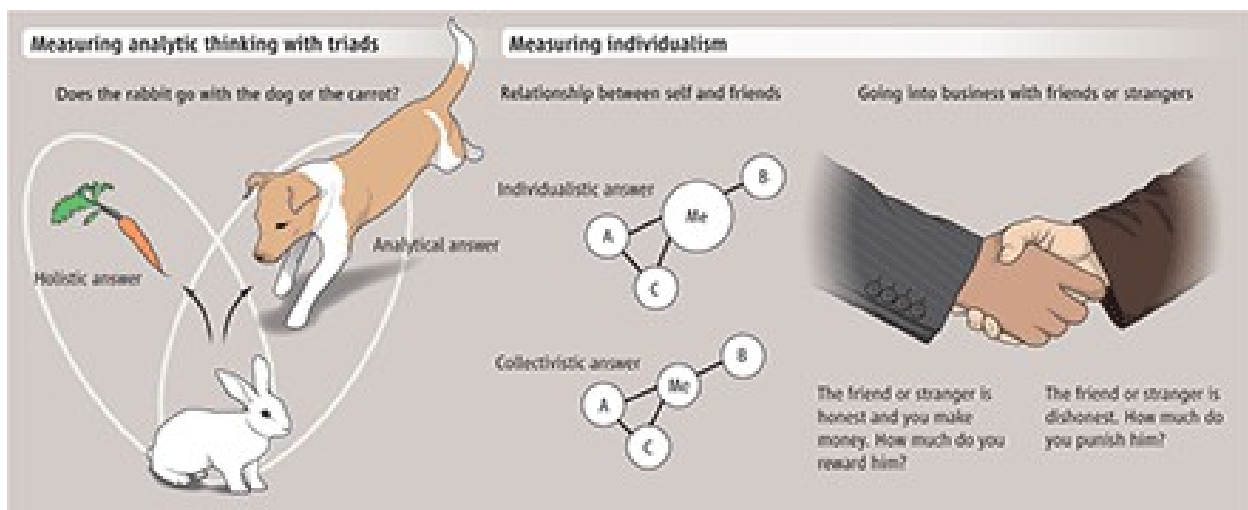 Measuring analytic thinking with triads
Does the rabbit go with the dog or the carrot?
Holistic answer
Analytical answer
Measuring individualism
Relationship between self and friends
Individualistic answer
Me
B
A
C
Collectivistic answer
B
Me
A
C
Going into business with friends or strangers
The friend or stranger is
honest and you make
money. How much do you
reward him?
The friend or stranger is
dishonest. How much do
you punish him?